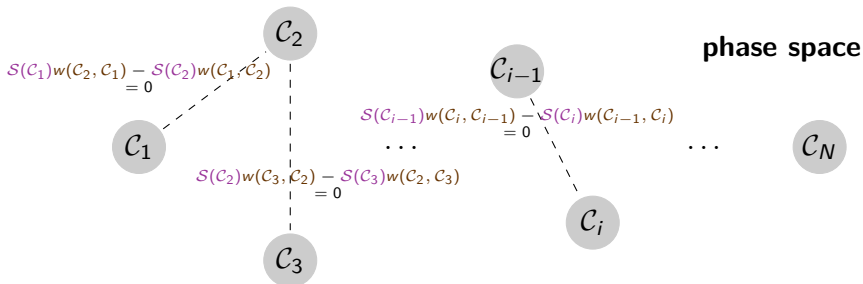 𝒞₂
phase space
𝒞ᵢ₋₁
𝒮(𝒞₁)w(𝒞₂, 𝒞₁) − 𝒮(𝒞₂)w(𝒞₁, 𝒞₂)
= 0
𝒮(𝒞ᵢ₋₁)w(𝒞ᵢ, 𝒞ᵢ₋₁) − 𝒮(𝒞ᵢ)w(𝒞ᵢ₋₁, 𝒞ᵢ)
= 0
𝒞₁
...
...
𝒞_N
𝒮(𝒞₂)w(𝒞₃, 𝒞₂) − 𝒮(𝒞₃)w(𝒞₂, 𝒞₃)
= 0
𝒞ᵢ
𝒞₃